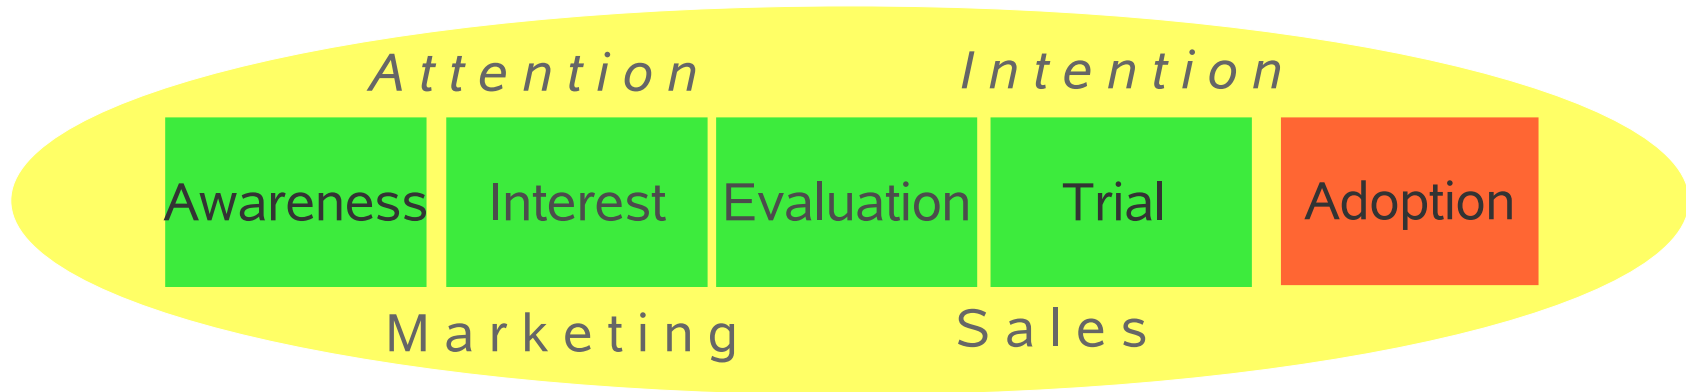 Attention Intention
Awareness Interest Evaluation Trial Adoption
Marketing Sales